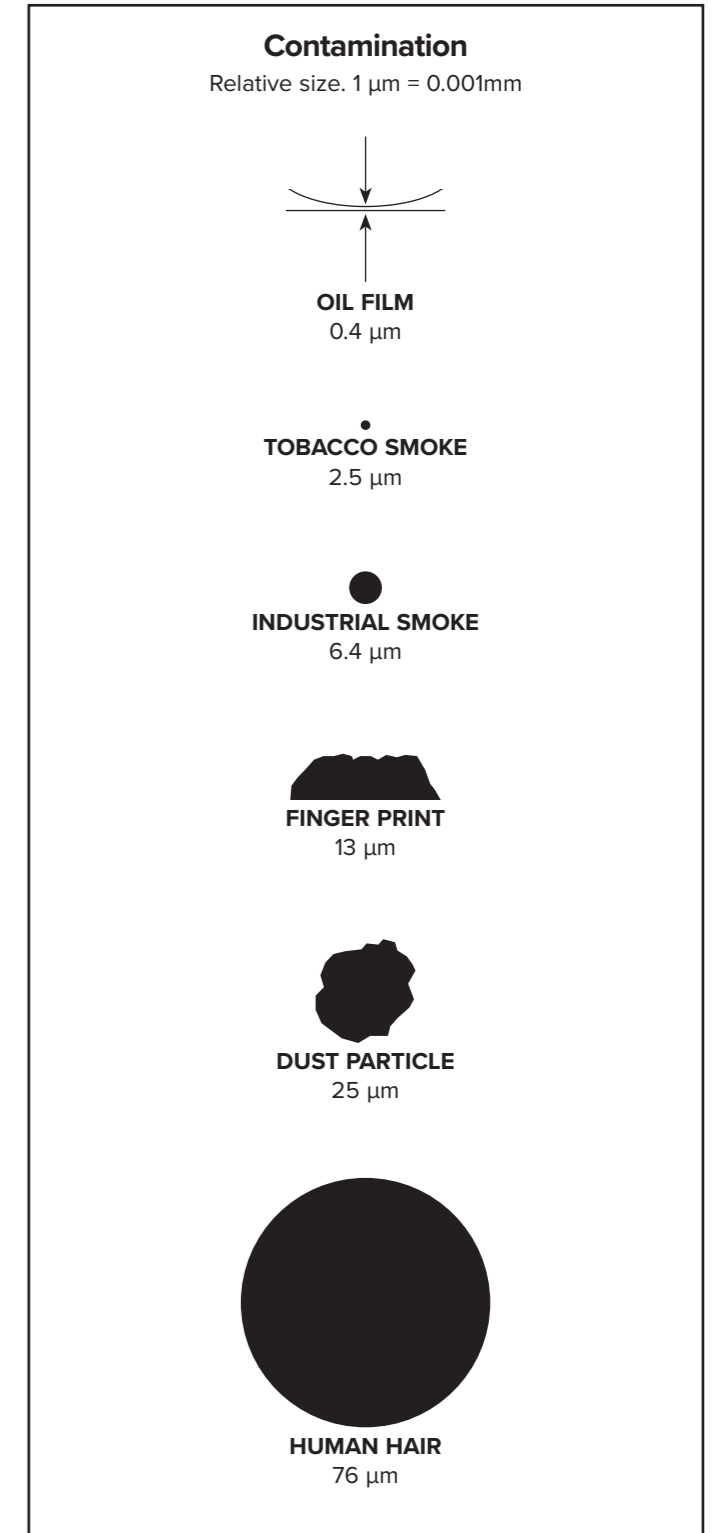 Contamination
Relative size. 1 µm = 0.001mm
OIL FILM
0.4 µm
TOBACCO SMOKE
2.5 µm
INDUSTRIAL SMOKE
6.4 µm
FINGER PRINT
13 µm
DUST PARTICLE
25 µm
HUMAN HAIR
76 µm